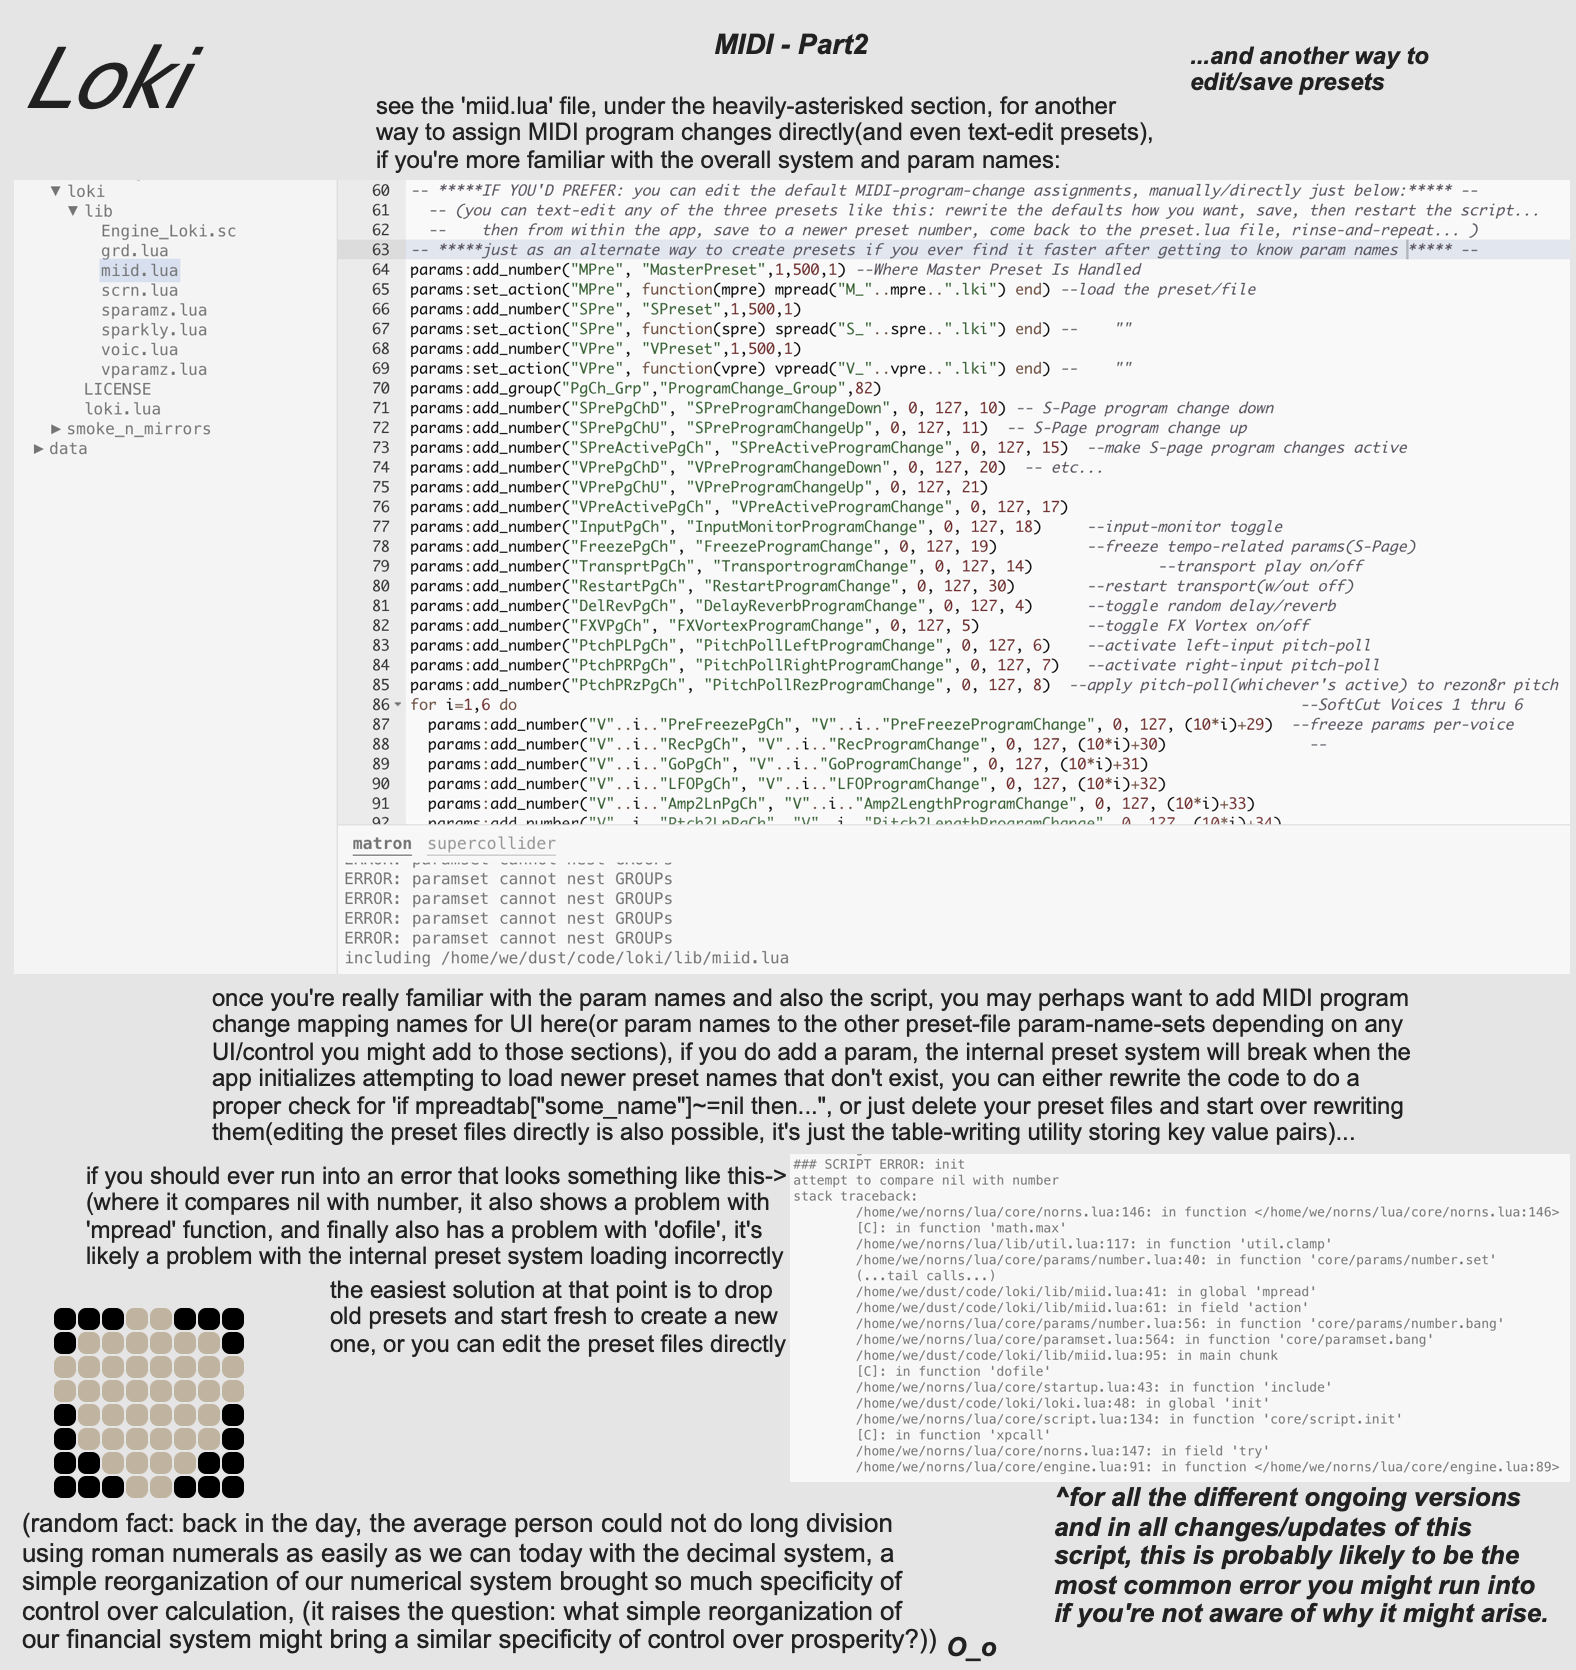 Loki
MIDI - Part2
...and another way to
edit/save presets
see the 'miid.lua' file, under the heavily-asterisked section, for another
way to assign MIDI program changes directly(and even text-edit presets),
if you're more familiar with the overall system and param names:
▼ loki
▼ lib
Engine_Loki.sc
grd.lua
miid.lua
scrn.lua
sparamz.lua
sparkly.lua
voic.lua
vparamz.lua
LICENSE
loki.lua
▶ smoke_n_mirrors
▶ data
60 -- *****IF YOU'D PREFER: you can edit the default MIDI-program-change assignments, manually/directly just below:***** --
61 -- (you can text-edit any of the three presets like this: rewrite the defaults how you want, save, then restart the script...
62 -- then from within the app, save to a newer preset number, come back to the preset.lua file, rinse-and-repeat... )
63 -- *****just as an alternate way to create presets if you ever find it faster after getting to know param names ***** --
64 params:add_number("MPre", "MasterPreset",1,500,1) --Where Master Preset Is Handled
65 params:set_action("MPre", function(mpre) mpread("M_"..mpre..".lki") end) --load the preset/file
66 params:add_number("SPre", "SPreset",1,500,1)
67 params:set_action("SPre", function(spre) spread("S_"..spre..".lki") end) -- ""
68 params:add_number("VPre", "VPreset",1,500,1)
69 params:set_action("VPre", function(vpre) vpread("V_"..vpre..".lki") end) -- ""
70 params:add_group("PgCh_Grp","ProgramChange_Group",82)
71 params:add_number("SPrePgChD", "SPreProgramChangeDown", 0, 127, 10) -- S-Page program change down
72 params:add_number("SPrePgChU", "SPreProgramChangeUp", 0, 127, 11) -- S-Page program change up
73 params:add_number("SPreActivePgCh", "SPreActiveProgramChange", 0, 127, 15) --make S-page program changes active
74 params:add_number("VPrePgChD", "VPreProgramChangeDown", 0, 127, 20) -- etc...
75 params:add_number("VPrePgChU", "VPreProgramChangeUp", 0, 127, 21)
76 params:add_number("VPreActivePgCh", "VPreActiveProgramChange", 0, 127, 17)
77 params:add_number("InputPgCh", "InputMonitorProgramChange", 0, 127, 18) --input-monitor toggle
78 params:add_number("FreezePgCh", "FreezeProgramChange", 0, 127, 19) --freeze tempo-related params(S-Page)
79 params:add_number("TransprtPgCh", "TransportrogramChange", 0, 127, 14) --transport play on/off
80 params:add_number("RestartPgCh", "RestartProgramChange", 0, 127, 30) --restart transport(w/out off)
81 params:add_number("DelRevPgCh", "DelayReverbProgramChange", 0, 127, 4) --toggle random delay/reverb
82 params:add_number("FXVPgCh", "FXVortexProgramChange", 0, 127, 5) --toggle FX Vortex on/off
83 params:add_number("PtchPLPgCh", "PitchPollLeftProgramChange", 0, 127, 6) --activate left-input pitch-poll
84 params:add_number("PtchPRPgCh", "PitchPollRightProgramChange", 0, 127, 7) --activate right-input pitch-poll
85 params:add_number("PtchPRzPgCh", "PitchPollRezProgramChange", 0, 127, 8) --apply pitch-poll(whichever's active) to rezon8r pitch
86 for i=1,6 do --SoftCut Voices 1 thru 6
87 params:add_number("V"..i.."PreFreezePgCh", "V"..i.."PreFreezeProgramChange", 0, 127, (10*i)+29) --freeze params per-voice
88 params:add_number("V"..i.."RecPgCh", "V"..i.."RecProgramChange", 0, 127, (10*i)+30) --
89 params:add_number("V"..i.."GoPgCh", "V"..i.."GoProgramChange", 0, 127, (10*i)+31)
90 params:add_number("V"..i.."LFOPgCh", "V"..i.."LFOProgramChange", 0, 127, (10*i)+32)
91 params:add_number("V"..i.."Amp2LnPgCh", "V"..i.."Amp2LengthProgramChange", 0, 127, (10*i)+33)
92 params:add_number("V"..i.."Ptch2LnPgCh", "V"..i.."Pitch2LengthProgramChange", 0, 127, (10*i)+34)
matron supercollider
ERROR: paramset cannot nest GROUPs
ERROR: paramset cannot nest GROUPs
ERROR: paramset cannot nest GROUPs
ERROR: paramset cannot nest GROUPs
ERROR: paramset cannot nest GROUPs
including /home/we/dust/code/loki/lib/miid.lua
once you're really familiar with the param names and also the script, you may perhaps want to add MIDI program
change mapping names for UI here(or param names to the other preset-file param-name-sets depending on any
UI/control you might add to those sections), if you do add a param, the internal preset system will break when the
app initializes attempting to load newer preset names that don't exist, you can either rewrite the code to do a
proper check for 'if mpreadtab["some_name"]~=nil then...", or just delete your preset files and start over rewriting
them(editing the preset files directly is also possible, it's just the table-writing utility storing key value pairs)...
if you should ever run into an error that looks something like this->
(where it compares nil with number, it also shows a problem with
'mpread' function, and finally also has a problem with 'dofile', it's
likely a problem with the internal preset system loading incorrectly
the easiest solution at that point is to drop
old presets and start fresh to create a new
one, or you can edit the preset files directly
### SCRIPT ERROR: init
attempt to compare nil with number
stack traceback:
/home/we/norns/lua/core/norns.lua:146: in function </home/we/norns/lua/core/norns.lua:146>
[C]: in function 'math.max'
/home/we/norns/lua/lib/util.lua:117: in function 'util.clamp'
/home/we/norns/lua/core/params/number.lua:40: in function 'core/params/number.set'
(...tail calls...)
/home/we/dust/code/loki/lib/miid.lua:41: in global 'mpread'
/home/we/dust/code/loki/lib/miid.lua:61: in field 'action'
/home/we/norns/lua/core/params/number.lua:56: in function 'core/params/number.bang'
/home/we/norns/lua/core/paramset.lua:564: in function 'core/paramset.bang'
/home/we/dust/code/loki/lib/miid.lua:95: in main chunk
[C]: in function 'dofile'
/home/we/norns/lua/core/startup.lua:43: in function 'include'
/home/we/dust/code/loki/loki.lua:48: in global 'init'
/home/we/norns/lua/core/script.lua:134: in function 'core/script.init'
[C]: in function 'xpcall'
/home/we/norns/lua/core/norns.lua:147: in field 'try'
/home/we/norns/lua/core/engine.lua:91: in function </home/we/norns/lua/core/engine.lua:89>
^for all the different ongoing versions
and in all changes/updates of this
script, this is probably likely to be the
most common error you might run into
if you're not aware of why it might arise.
(random fact: back in the day, the average person could not do long division
using roman numerals as easily as we can today with the decimal system, a
simple reorganization of our numerical system brought so much specificity of
control over calculation, (it raises the question: what simple reorganization of
our financial system might bring a similar specificity of control over prosperity?)) O_o